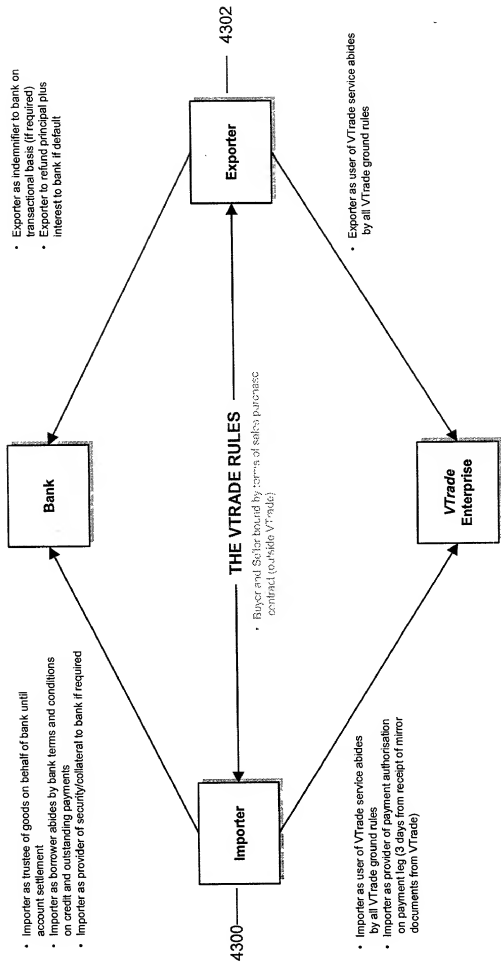 • Importer as trustee of goods on behalf of bank until
account settlement
• Importer as borrower abides by bank terms and conditions
on credit and outstanding payments
• Importer as provider of security/collateral to bank if required
Bank
• Exporter as indemnifier to bank on
transactional basis (if required)
• Exporter to refund principal plus
interest to bank if default
4300
Importer
THE VTRADE RULES
• Buyer and Seller bound by terms of sales purchase
contract (outside VTrade)
Exporter
4302
• Importer as user of VTrade service abides
by all VTrade ground rules
• Importer as provider of payment authorisation
on payment leg (3 days from receipt of mirror
documents from VTrade)
VTrade
Enterprise
• Exporter as user of VTrade service abides
by all VTrade ground rules